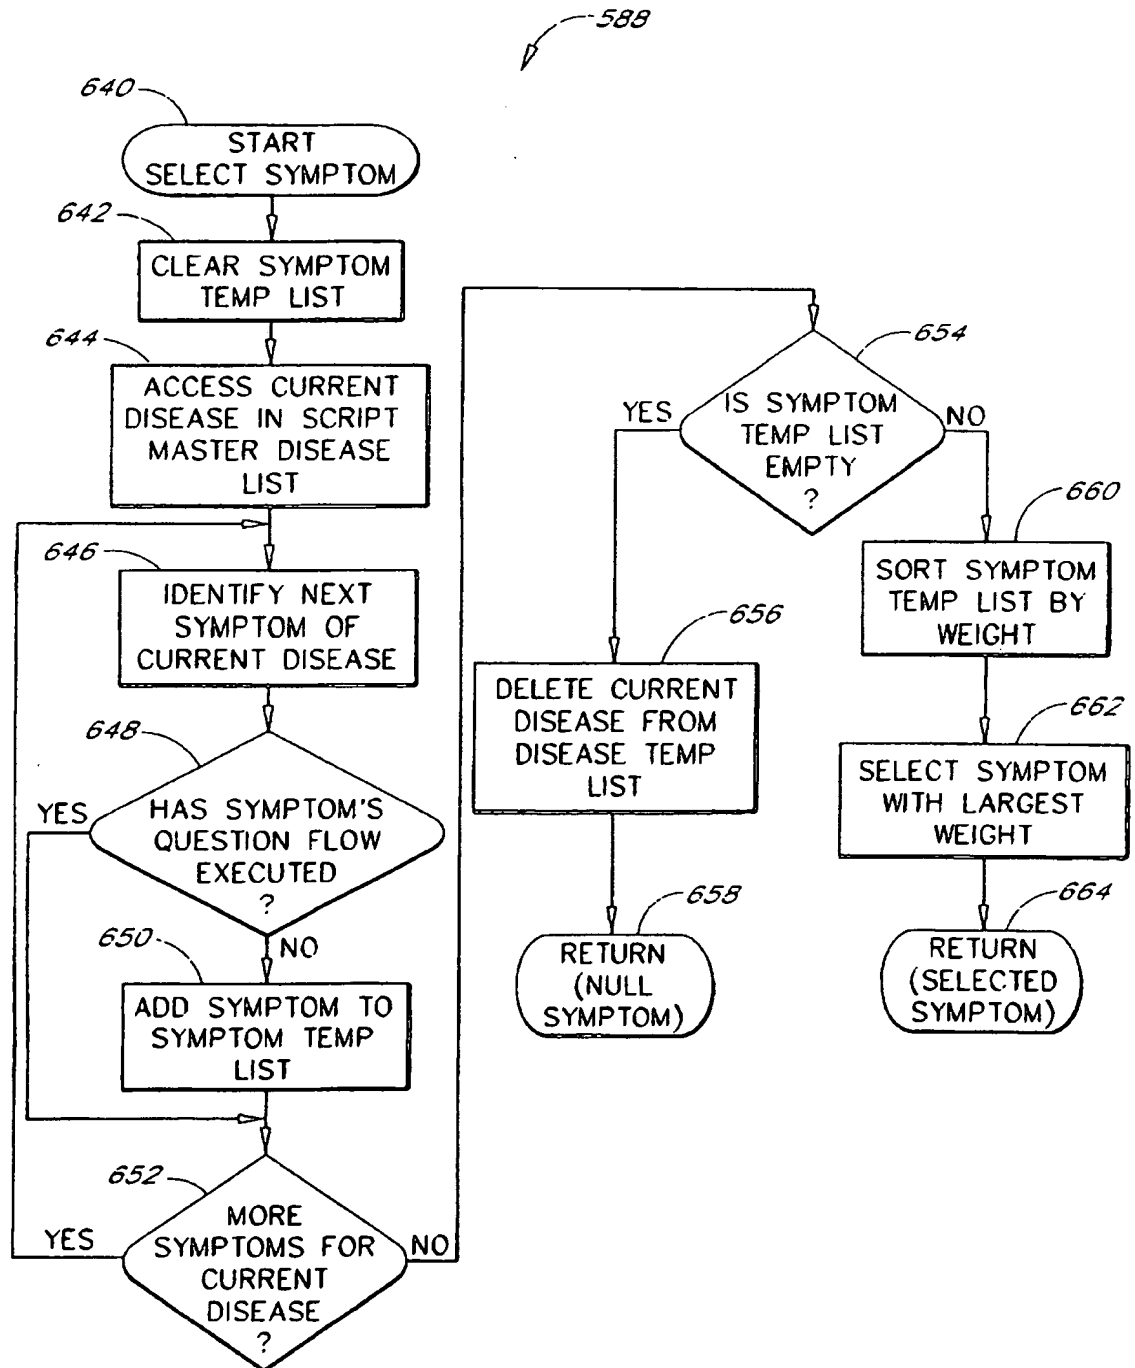 588
640
START
SELECT SYMPTOM
642
CLEAR SYMPTOM
TEMP LIST
644
ACCESS CURRENT
DISEASE IN SCRIPT
MASTER DISEASE
LIST
646
IDENTIFY NEXT
SYMPTOM OF
CURRENT DISEASE
648
YES
HAS SYMPTOM'S
QUESTION FLOW
EXECUTED
?
NO
650
ADD SYMPTOM TO
SYMPTOM TEMP
LIST
652
YES
MORE
SYMPTOMS FOR
CURRENT
DISEASE
?
NO
654
YES
IS SYMPTOM
TEMP LIST
EMPTY
?
NO
656
DELETE CURRENT
DISEASE FROM
DISEASE TEMP
LIST
658
RETURN
(NULL
SYMPTOM)
660
SORT SYMPTOM
TEMP LIST BY
WEIGHT
662
SELECT SYMPTOM
WITH LARGEST
WEIGHT
664
RETURN
(SELECTED
SYMPTOM)